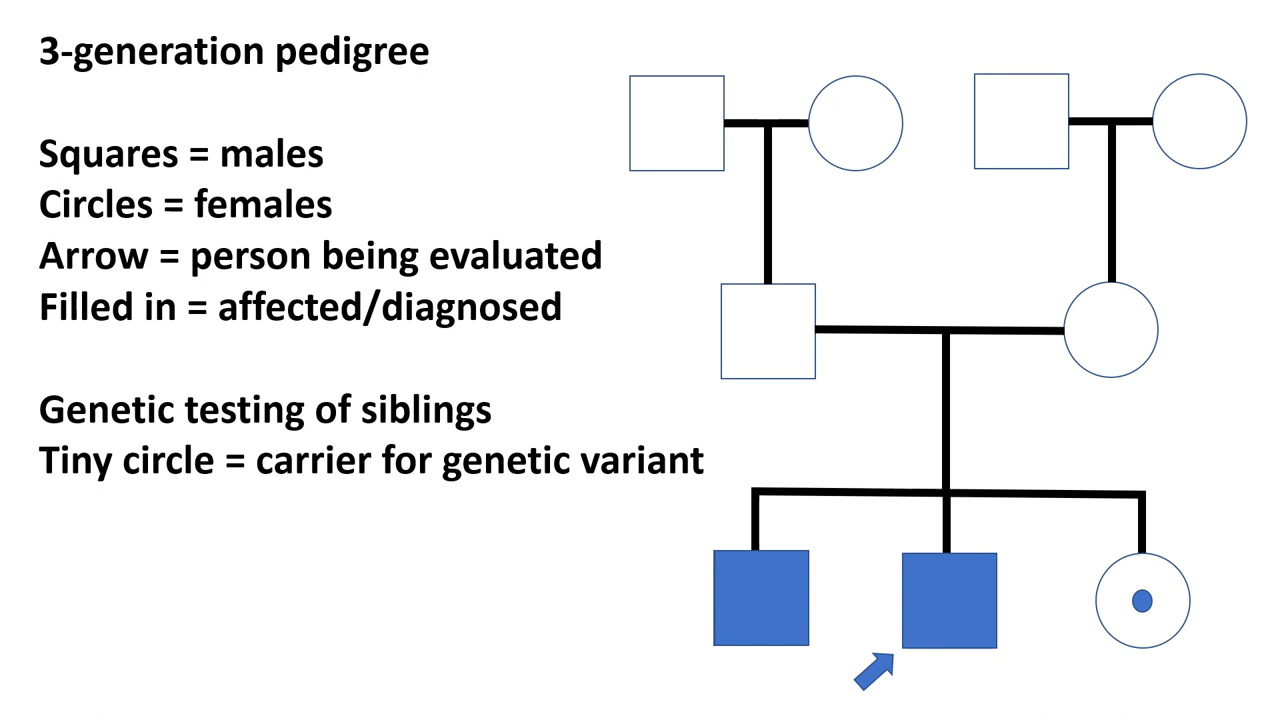 3-generation pedigree
Squares = males
Circles = females
Arrow = person being evaluated
Filled in = affected/diagnosed
Genetic testing of siblings
Tiny circle = carrier for genetic variant